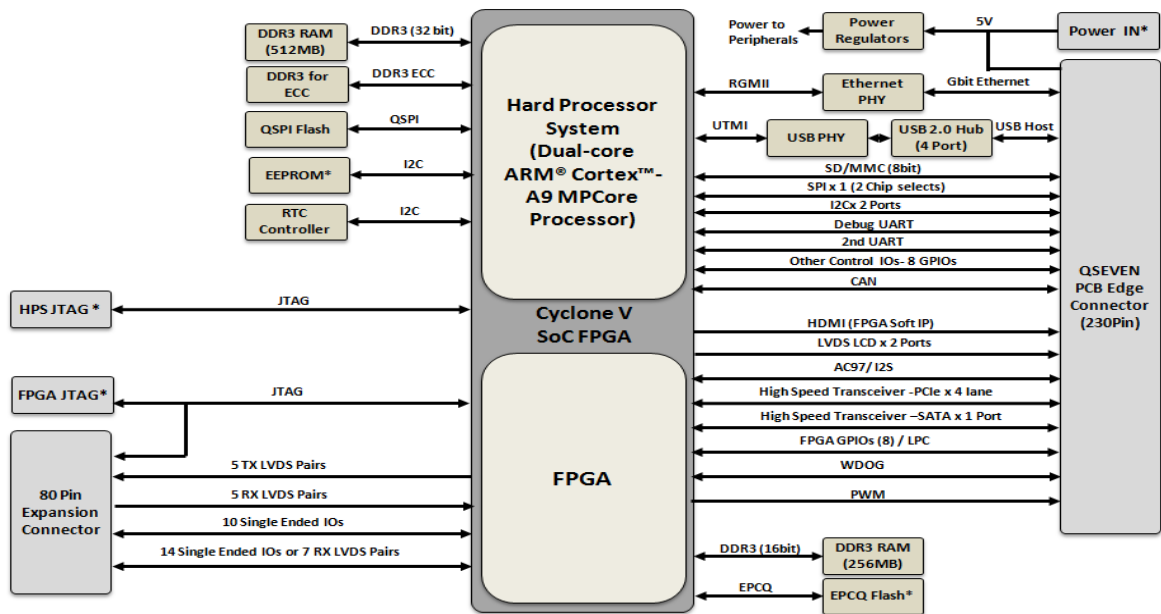 DDR3 RAM
(512MB)
DDR3 (32 bit)
DDR3 for
ECC
DDR3 ECC
QSPI Flash
QSPI
EEPROM*
I2C
RTC
Controller
I2C
HPS JTAG *
JTAG
FPGA JTAG*
JTAG
80 Pin
Expansion
Connector
5 TX LVDS Pairs
5 RX LVDS Pairs
10 Single Ended IOs
14 Single Ended IOs or 7 RX LVDS Pairs
Hard Processor
System
(Dual-core
ARM® Cortex™-
A9 MPCore
Processor)
Cyclone V
SoC FPGA
FPGA
Power to
Peripherals
Power
Regulators
5V
Power IN*
RGMII
Ethernet
PHY
Gbit Ethernet
UTMI
USB PHY
USB 2.0 Hub
(4 Port)
USB Host
SD/MMC (8bit)
SPI x 1 (2 Chip selects)
I2Cx 2 Ports
Debug UART
2nd UART
Other Control IOs- 8 GPIOs
CAN
HDMI (FPGA Soft IP)
LVDS LCD x 2 Ports
AC97/ I2S
High Speed Transceiver -PCIe x 4 lane
High Speed Transceiver –SATA x 1 Port
FPGA GPIOs (8) / LPC
WDOG
PWM
QSEVEN
PCB Edge
Connector
(230Pin)
DDR3 (16bit)
DDR3 RAM
(256MB)
EPCQ
EPCQ Flash*